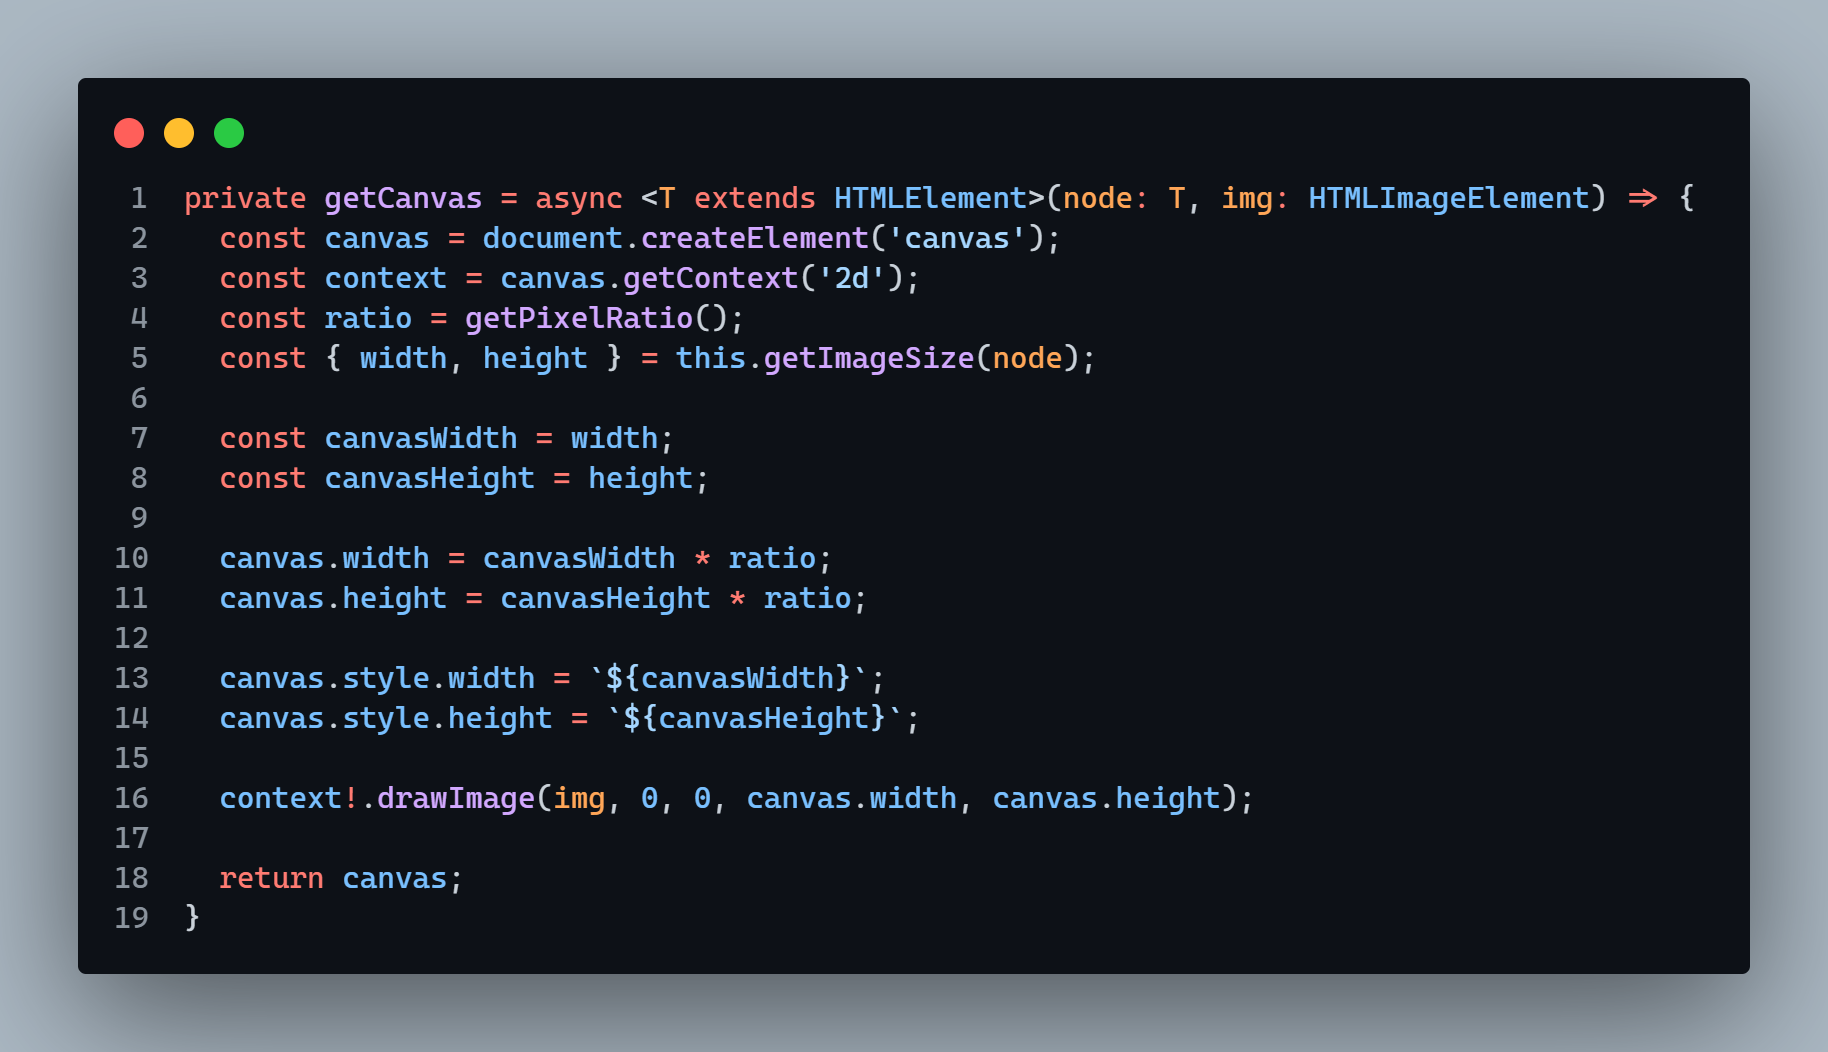 1 private getCanvas = async <T extends HTMLElement>(node: T, img: HTMLImageElement) => {
2   const canvas = document.createElement('canvas');
3   const context = canvas.getContext('2d');
4   const ratio = getPixelRatio();
5   const { width, height } = this.getImageSize(node);
6
7   const canvasWidth = width;
8   const canvasHeight = height;
9
10   canvas.width = canvasWidth * ratio;
11   canvas.height = canvasHeight * ratio;
12
13   canvas.style.width = `${canvasWidth}`;
14   canvas.style.height = `${canvasHeight}`;
15
16   context!.drawImage(img, 0, 0, canvas.width, canvas.height);
17
18   return canvas;
19 }